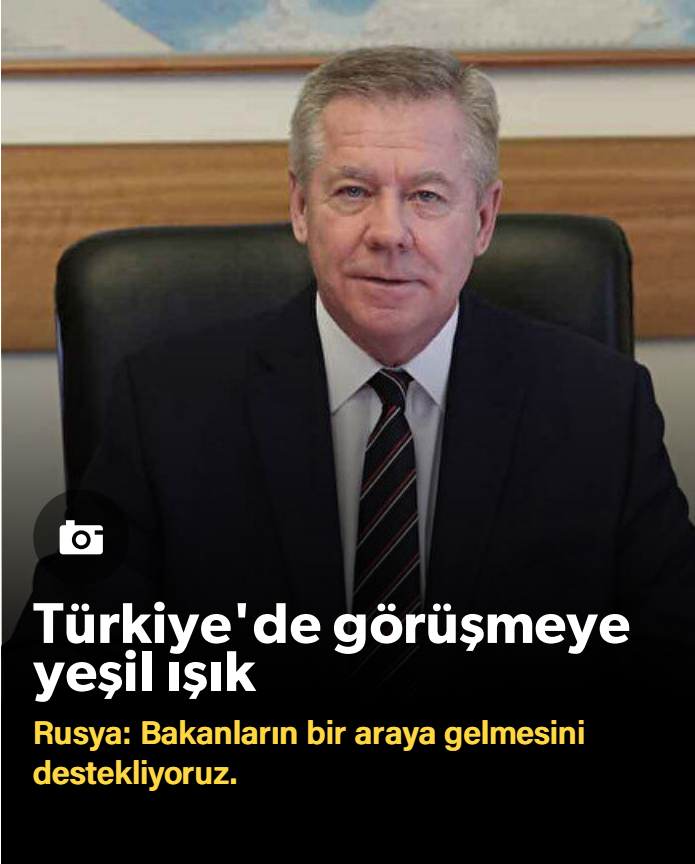 Türkiye'de görüşmeye
yeşil ışık
Rusya: Bakanların bir araya gelmesini
destekliyoruz.